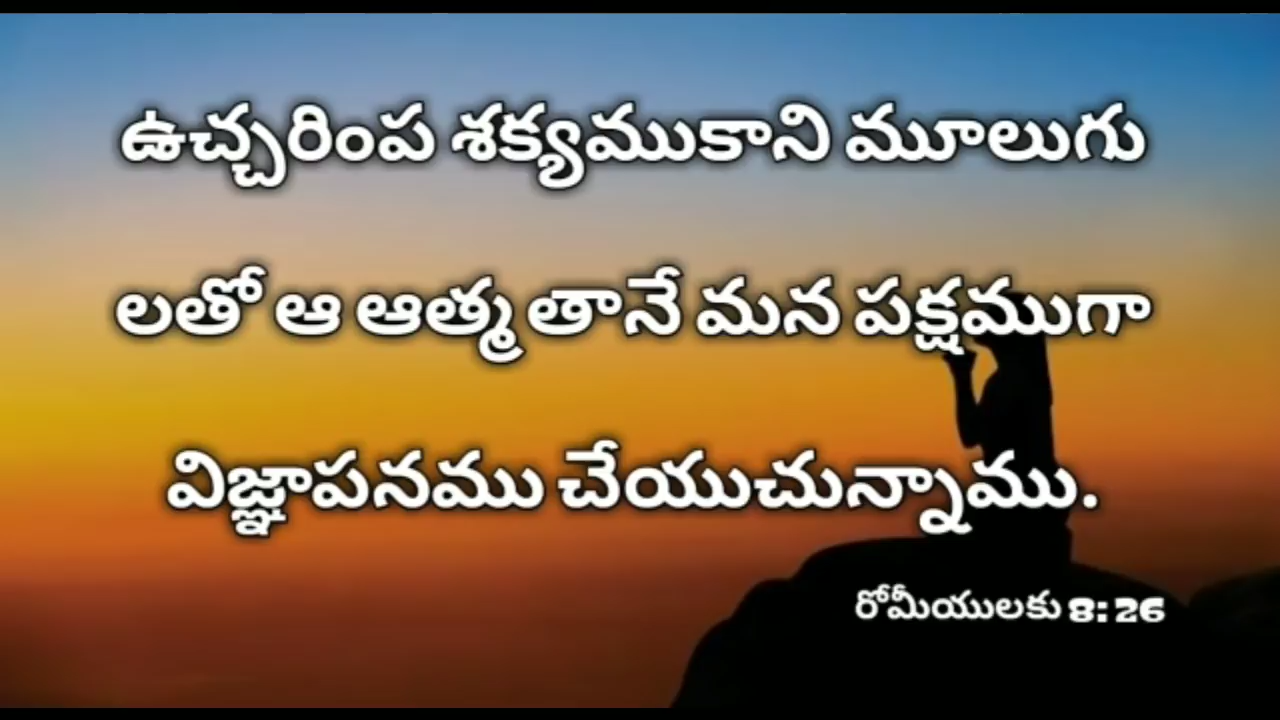 ఉచ్చరింప శక్యముకాని మూలుగు
లతో ఆ ఆత్మ తానే మన పక్షముగా
విజ్ఞాపనము చేయుచున్నాము.
రోమీయులకు 8: 26